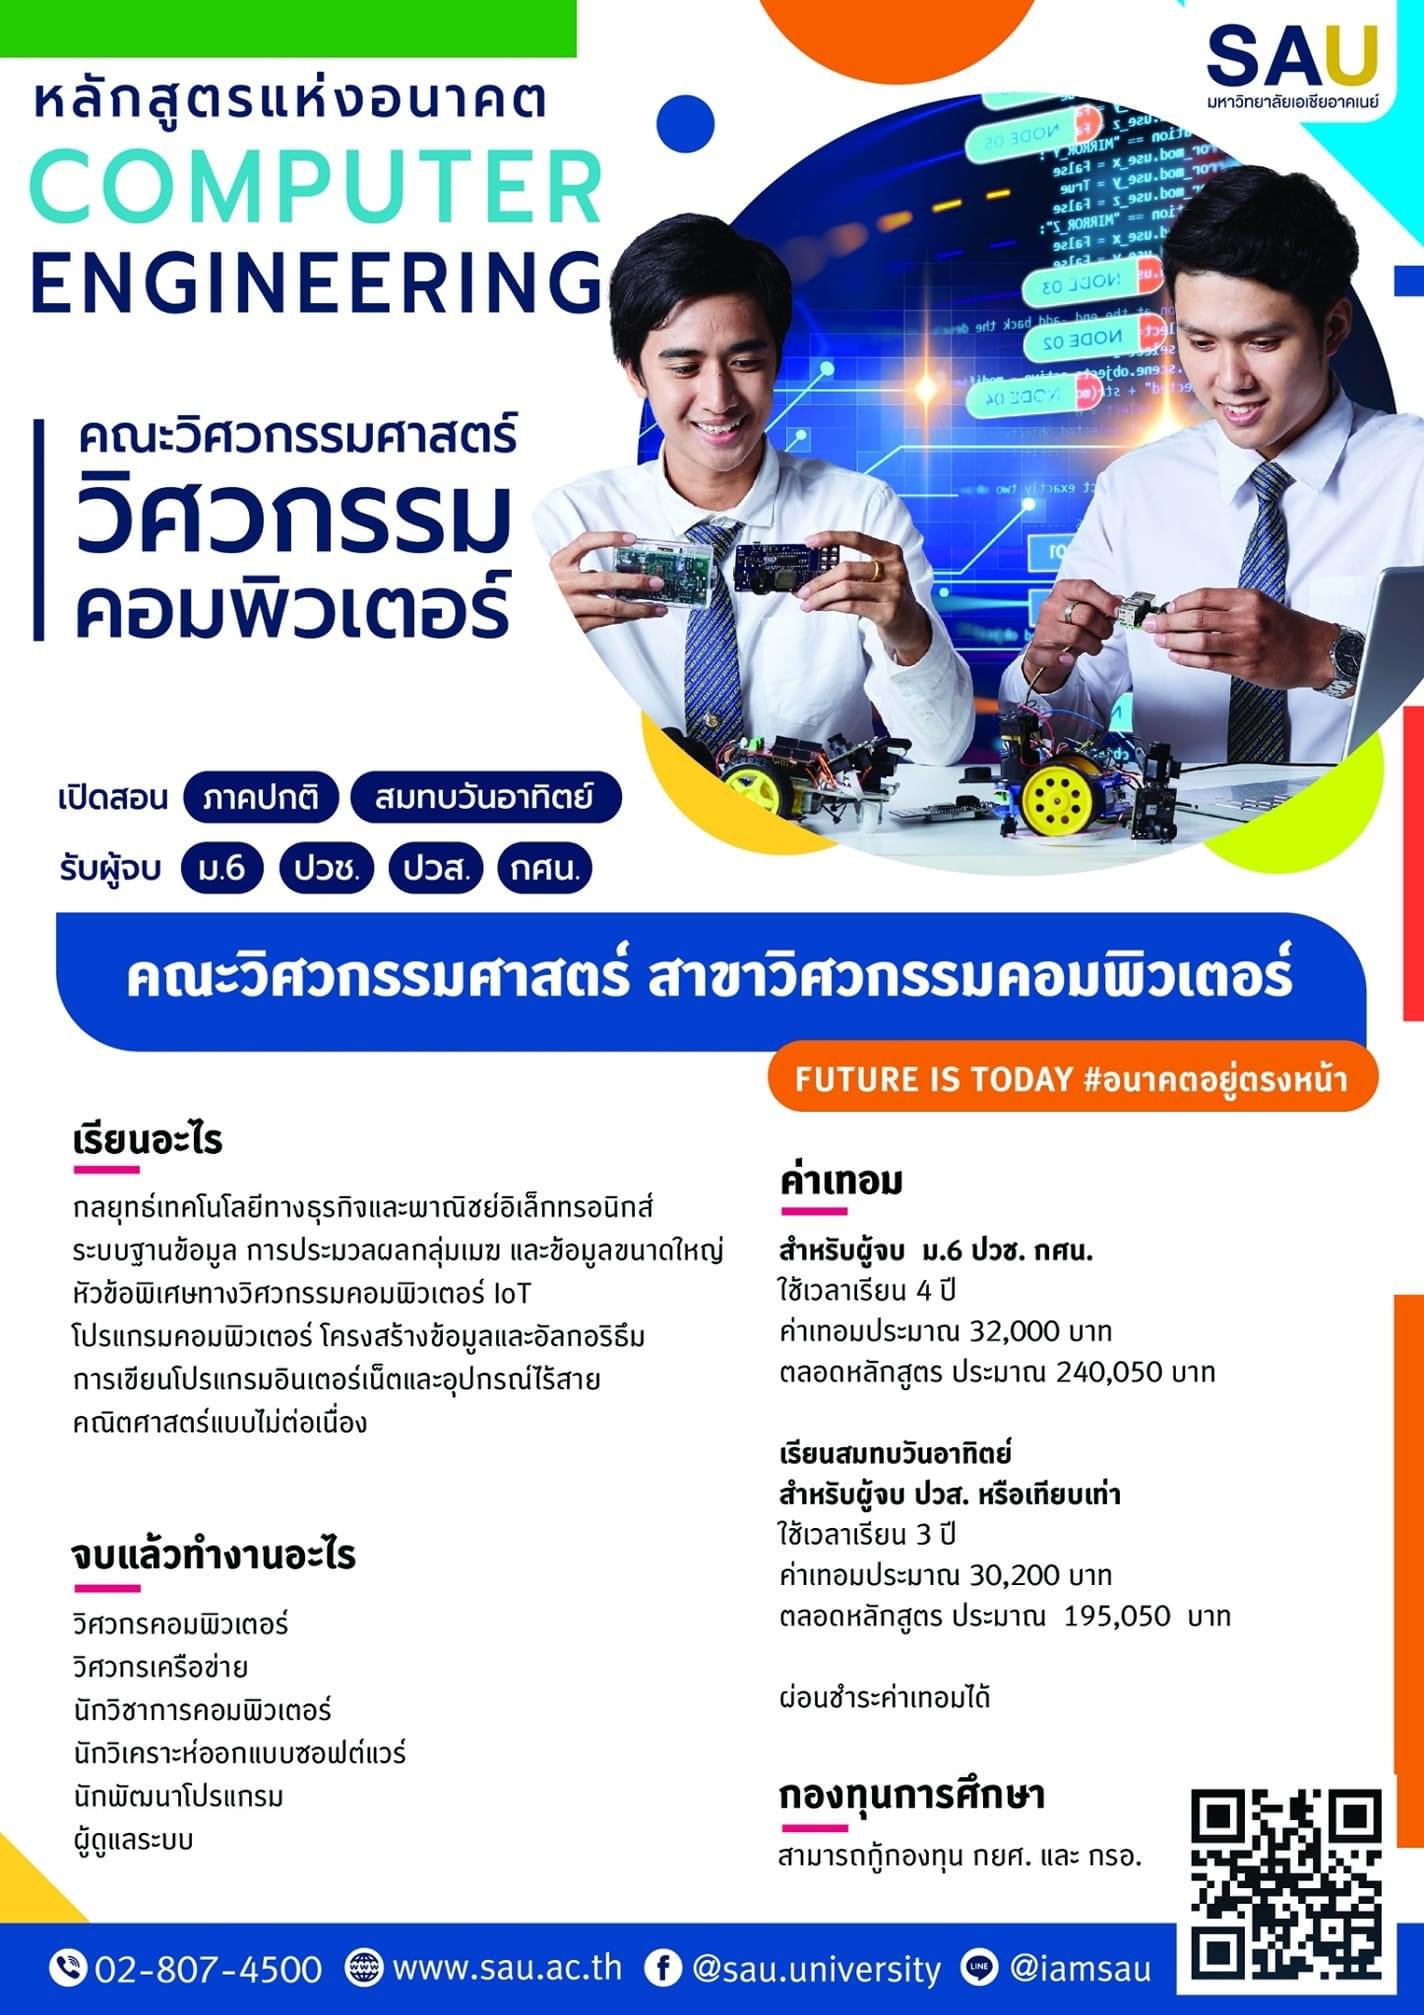 SAU
มหาวิทยาลัยเอเชียอาคเนย์
หลักสูตรแห่งอนาคต
COMPUTER
ENGINEERING
คณะวิศวกรรมศาสตร์
วิศวกรรม
คอมพิวเตอร์
NODE 05
NODE 03
NODE 02
NODE 04
เปิดสอน ภาคปกติ สมทบวันอาทิตย์
รับผู้จบ ม.6 ปวช. ปวส. กศน.
คณะวิศวกรรมศาสตร์ สาขาวิศวกรรมคอมพิวเตอร์
FUTURE IS TODAY #อนาคตอยู่ตรงหน้า
เรียนอะไร
กลยุทธ์เทคโนโลยีทางธุรกิจและพาณิชย์อิเล็กทรอนิกส์
ระบบฐานข้อมูล การประมวลผลกลุ่มเมฆ และข้อมูลขนาดใหญ่
หัวข้อพิเศษทางวิศวกรรมคอมพิวเตอร์ IoT
โปรแกรมคอมพิวเตอร์ โครงสร้างข้อมูลและอัลกอริธึม
การเขียนโปรแกรมอินเตอร์เน็ตและอุปกรณ์ไร้สาย
คณิตศาสตร์แบบไม่ต่อเนื่อง
จบแล้วทำงานอะไร
วิศวกรคอมพิวเตอร์
วิศวกรเครือข่าย
นักวิชาการคอมพิวเตอร์
นักวิเคราะห์ออกแบบซอฟต์แวร์
นักพัฒนาโปรแกรม
ผู้ดูแลระบบ
ค่าเทอม
สำหรับผู้จบ ม.6 ปวช. กศน.
ใช้เวลาเรียน 4 ปี
ค่าเทอมประมาณ 32,000 บาท
ตลอดหลักสูตร ประมาณ 240,050 บาท
เรียนสมทบวันอาทิตย์
สำหรับผู้จบ ปวส. หรือเทียบเท่า
ใช้เวลาเรียน 3 ปี
ค่าเทอมประมาณ 30,200 บาท
ตลอดหลักสูตร ประมาณ 195,050 บาท
ผ่อนชำระค่าเทอมได้
กองทุนการศึกษา
สามารถกู้กองทุน กยศ. และ กรอ.
02-807-4500 www.sau.ac.th @sau.university LINE @iamsau